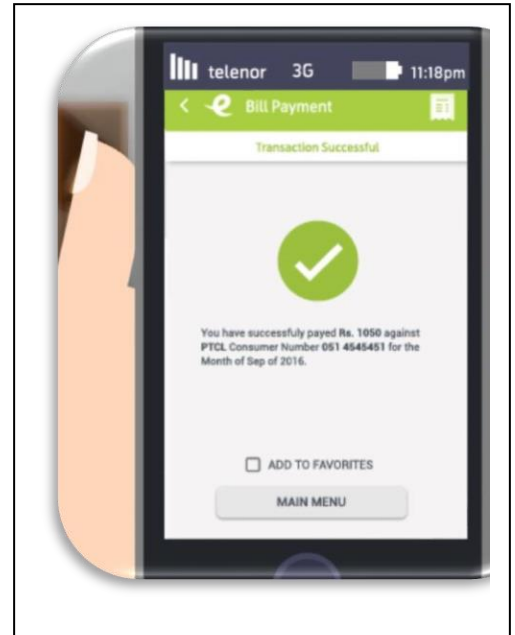 telenor 3G 11:18pm
Bill Payment
Transaction Successful
You have successfuly payed Rs. 1050 against
PTCL Consumer Number 051 4545451 for the
Month of Sep of 2016.
ADD TO FAVORITES
MAIN MENU